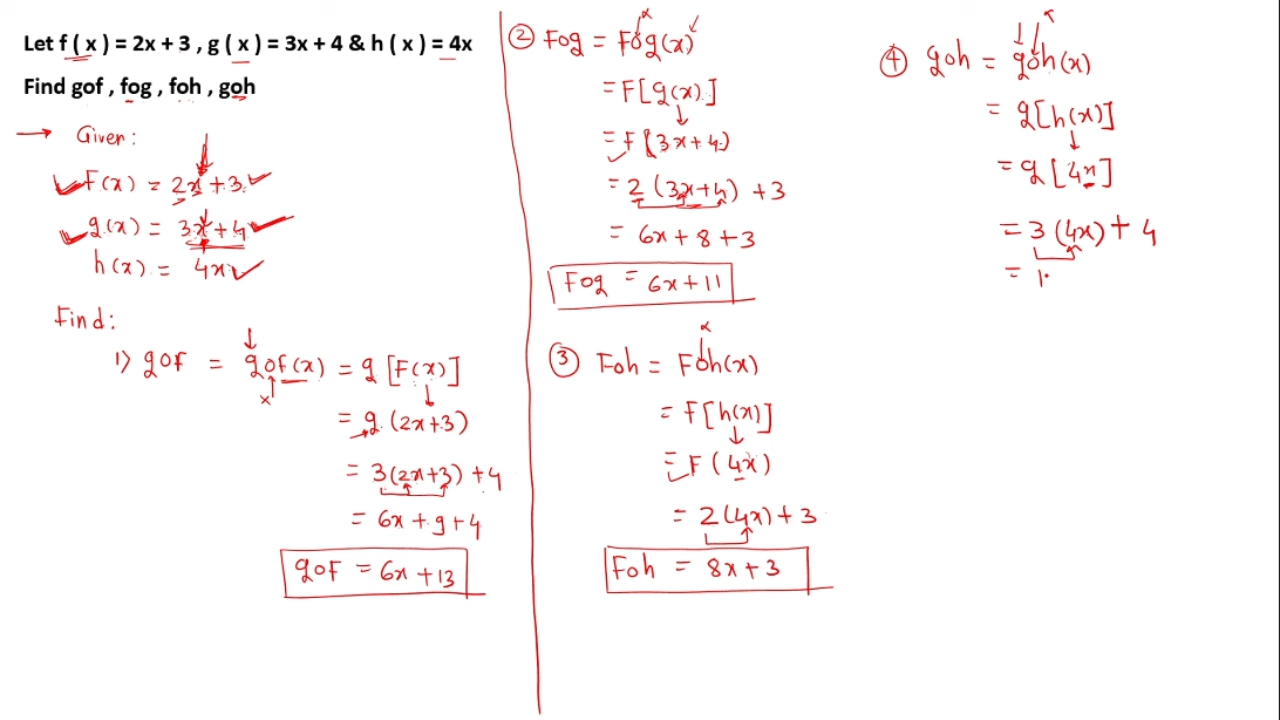 Let f ( x ) = 2x + 3 , g ( x ) = 3x + 4 & h ( x ) = 4x
Find gof , fog , foh , goh
→ Given:
F(x) = 2x + 3
g(x) = 3x + 4
h(x) = 4x
Find:
1) gof = gof(x) = g [F(x)]
x
= g (2x+3)
= 3(2x+3) + 4
= 6x + 9 + 4
gof = 6x + 13
② Fog = Fog(x)
= F[g(x)]
= F(3x+4)
= 2 (3x+4) + 3
= 6x + 8 + 3
Fog = 6x + 11
③ Foh = Foh(x)
= F[h(x)]
= F (4x)
= 2(4x) + 3
Foh = 8x + 3
④ goh = goh(x)
= g[h(x)]
= g[4x]
= 3(4x) + 4
= 1